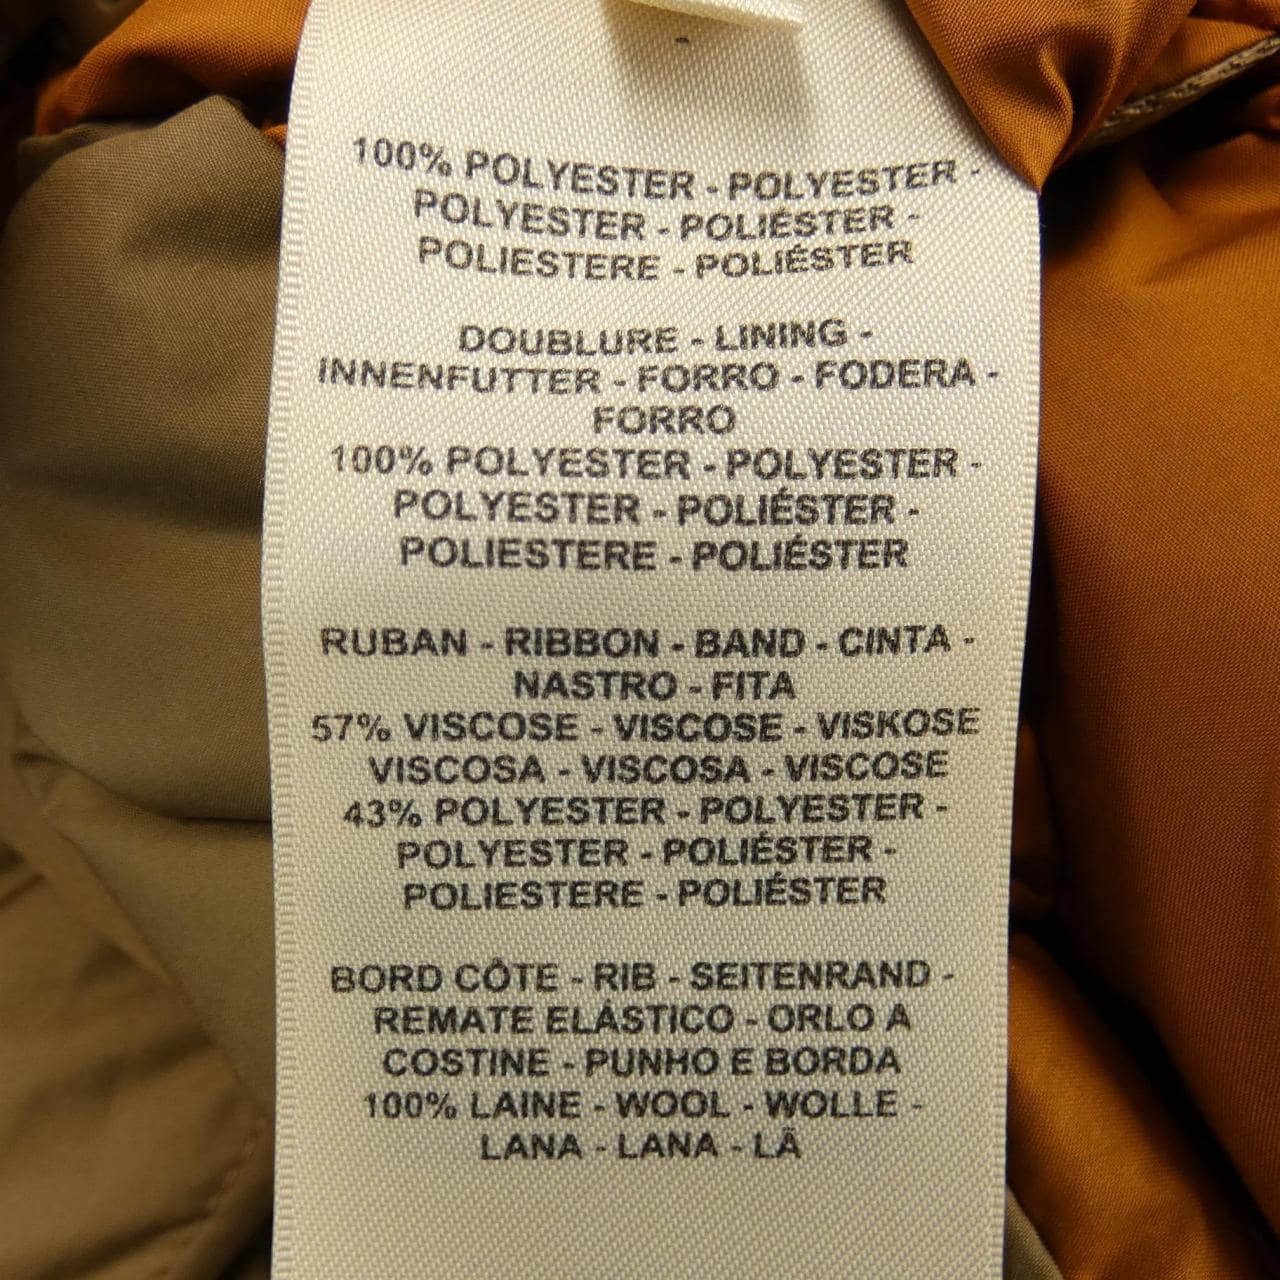 100% POLYESTER - POLYESTER -
POLYESTER - POLIÉSTER -
POLIESTERE - POLIÉSTER
DOUBLURE - LINING -
INNENFUTTER - FORRO - FODERA -
FORRO
100% POLYESTER - POLYESTER -
POLYESTER - POLIÉSTER -
POLIESTERE - POLIÉSTER
RUBAN - RIBBON - BAND - CINTA -
NASTRO - FITA
57% VISCOSE - VISCOSE - VISKOSE
VISCOSA - VISCOSA - VISCOSE
43% POLYESTER - POLYESTER -
POLYESTER - POLIÉSTER -
POLIESTERE - POLIÉSTER
BORD CÔTE - RIB - SEITENRAND -
REMATE ELÁSTICO - ORLO A
COSTINE - PUNHO E BORDA
100% LAINE - WOOL - WOLLE -
LANA - LANA - LÃ